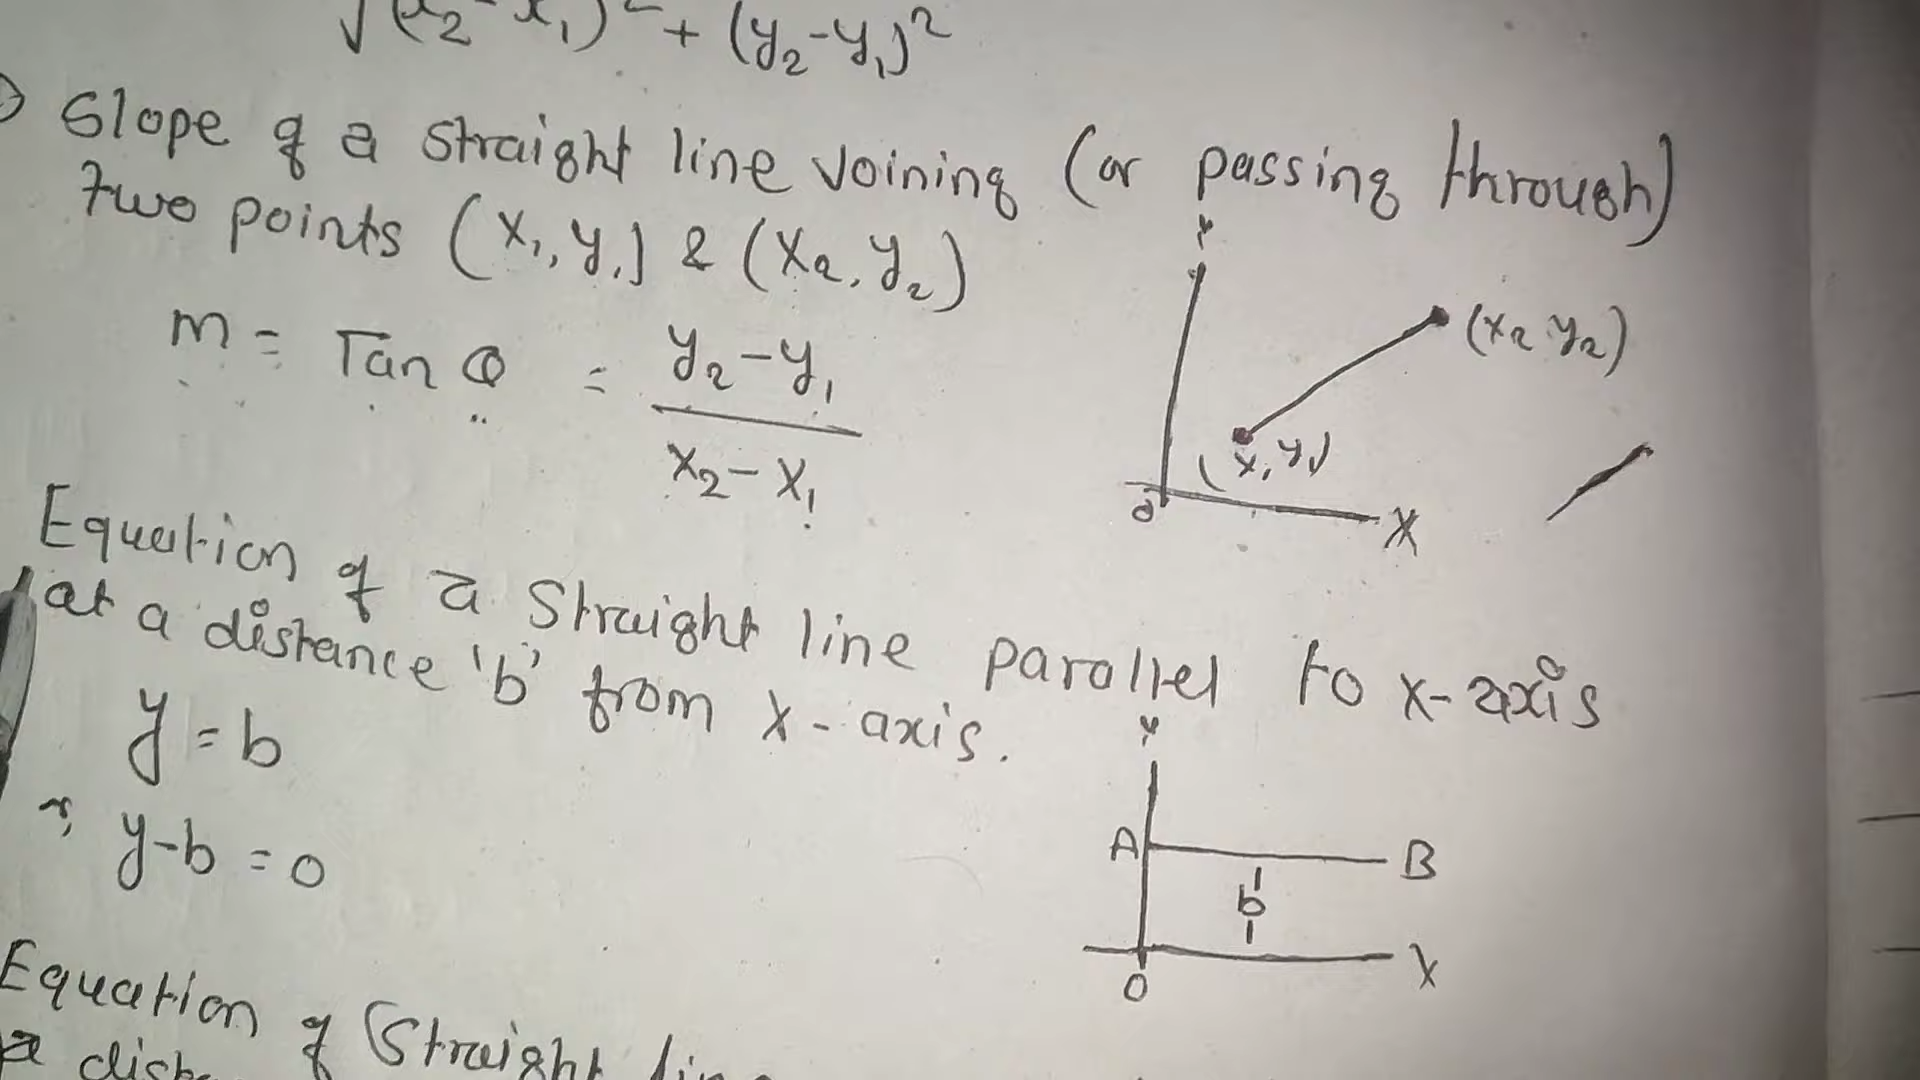 √(x₂-x₁)² + (y₂-y₁)²
Slope of a straight line Joining (or passing through)
two points (x₁, y₁) & (x₂, y₂)
m = Tan θ = y₂-y₁
x₂-x₁
Y
(x₂ y₂)
(x₁ y₁)
O
X
Equation of a Straight line parallel to x-axis
at a distance 'b' from x-axis.
y = b
y-b = 0
Y
A
B
b
O
X
Equation of Straight
a